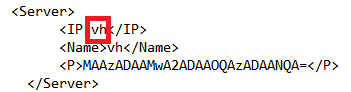 <Server>
<IP>vh</IP>
<Name>vh</Name>
<P>MAAzADAAMwA2ADAAOQAzADAANQA=</P>
</Server>